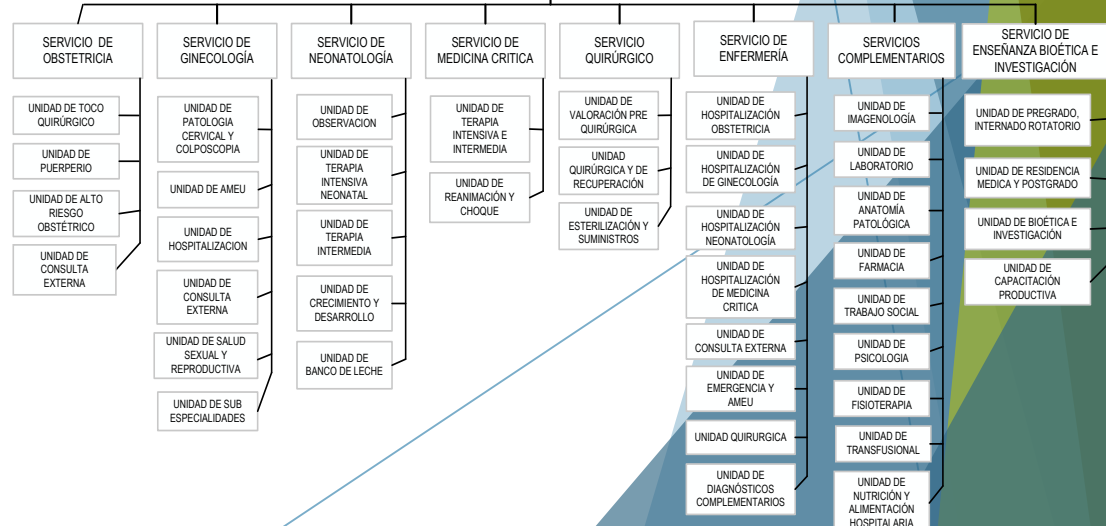 SERVICIO DE
OBSTETRICIA
UNIDAD DE TOCO
QUIRÚRGICO
UNIDAD DE
PUERPERIO
UNIDAD DE ALTO
RIESGO
OBSTÉTRICO
UNIDAD DE
CONSULTA
EXTERNA
SERVICIO DE
GINECOLOGÍA
UNIDAD DE
PATOLOGIA
CERVICAL Y
COLPOSCOPIA
UNIDAD DE AMEU
UNIDAD DE
HOSPITALIZACION
UNIDAD DE
CONSULTA
EXTERNA
UNIDAD DE SALUD
SEXUAL Y
REPRODUCTIVA
UNIDAD DE SUB
ESPECIALIDADES
SERVICIO DE
NEONATOLOGÍA
UNIDAD DE
OBSERVACION
UNIDAD DE
TERAPIA
INTENSIVA
NEONATAL
UNIDAD DE
TERAPIA
INTERMEDIA
UNIDAD DE
CRECIMIENTO Y
DESARROLLO
UNIDAD DE
BANCO DE LECHE
SERVICIO DE
MEDICINA CRITICA
UNIDAD DE
TERAPIA
INTENSIVA E
INTERMEDIA
UNIDAD DE
REANIMACIÓN Y
CHOQUE
SERVICIO
QUIRÚRGICO
UNIDAD DE
VALORACIÓN PRE
QUIRÚRGICA
UNIDAD
QUIRÚRGICA Y DE
RECUPERACIÓN
UNIDAD DE
ESTERILIZACIÓN Y
SUMINISTROS
SERVICIO DE
ENFERMERÍA
UNIDAD DE
HOSPITALIZACIÓN
OBSTETRICIA
UNIDAD DE
HOSPITALIZACIÓN
DE GINECOLOGÍA
UNIDAD DE
HOSPITALIZACIÓN
NEONATOLOGÍA
UNIDAD DE
HOSPITALIZACIÓN
DE MEDICINA
CRITICA
UNIDAD DE
CONSULTA EXTERNA
UNIDAD DE
EMERGENCIA Y
AMEU
UNIDAD QUIRURGICA
UNIDAD DE
DIAGNÓSTICOS
COMPLEMENTARIOS
SERVICIOS
COMPLEMENTARIOS
UNIDAD DE
IMAGENOLOGÍA
UNIDAD DE
LABORATORIO
UNIDAD DE
ANATOMÍA
PATOLÓGICA
UNIDAD DE
FARMACIA
UNIDAD DE
TRABAJO SOCIAL
UNIDAD DE
PSICOLOGIA
UNIDAD DE
FISIOTERAPIA
UNIDAD DE
TRANSFUSIONAL
UNIDAD DE
NUTRICIÓN Y
ALIMENTACIÓN
HOSPITALARIA
SERVICIO DE
ENSEÑANZA BIOÉTICA E
INVESTIGACIÓN
UNIDAD DE PREGRADO,
INTERNADO ROTATORIO
UNIDAD DE RESIDENCIA
MEDICA Y POSTGRADO
UNIDAD DE BIOÉTICA E
INVESTIGACIÓN
UNIDAD DE
CAPACITACIÓN
PRODUCTIVA